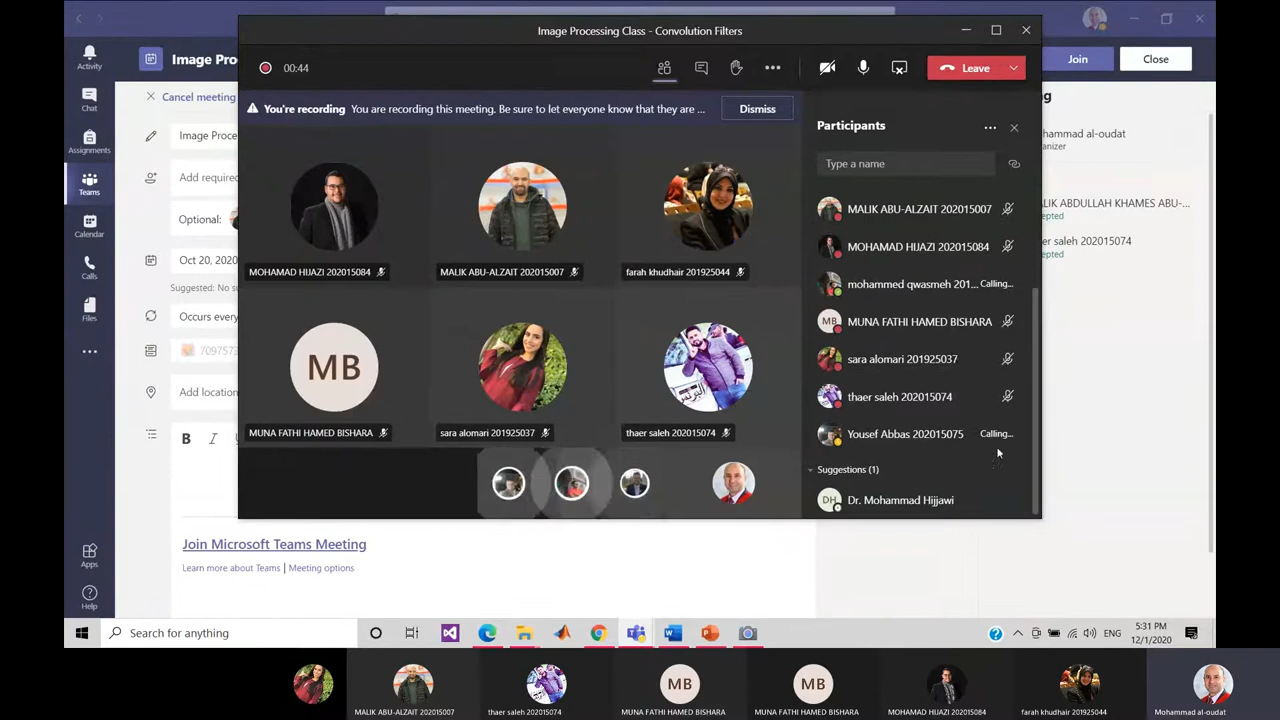 Image Processing Class - Convolution Filters
00:44
Leave
You're recording You are recording this meeting. Be sure to let everyone know that they are ...
Dismiss
MOHAMAD HIJAZI 202015084
MALIK ABU-ALZAIT 202015007
farah khudhair 201925044
MB
MUNA FATHI HAMED BISHARA
sara alomari 201925037
thaer saleh 202015074
Participants
Type a name
MALIK ABU-ALZAIT 202015007
MOHAMAD HIJAZI 202015084
mohammed qwasmeh 201... Calling...
MB MUNA FATHI HAMED BISHARA
sara alomari 201925037
thaer saleh 202015074
Yousef Abbas 202015075 Calling...
Suggestions (1)
DH Dr. Mohammad Hijjawi
Activity
Chat
Assignments
Teams
Calendar
Calls
Files
Apps
Help
Image Pro
Join
Close
Cancel meeting
Image Proce
Add required
Optional:
Oct 20, 2020
Suggested: No su
Occurs every
7097573
Add location
B I
Join Microsoft Teams Meeting
Learn more about Teams | Meeting options
g
hammad al-oudat
anizer
ALIK ABDULLAH KHAMES ABU-...
epted
er saleh 202015074
epted
Search for anything
ENG
5:31 PM
12/1/2020
MALIK ABU-ALZAIT 202015007
thaer saleh 202015074
MB
MUNA FATHI HAMED BISHARA
MB
MUNA FATHI HAMED BISHARA
MOHAMAD HIJAZI 202015084
farah khudhair 201925044
Mohammad al-oudat